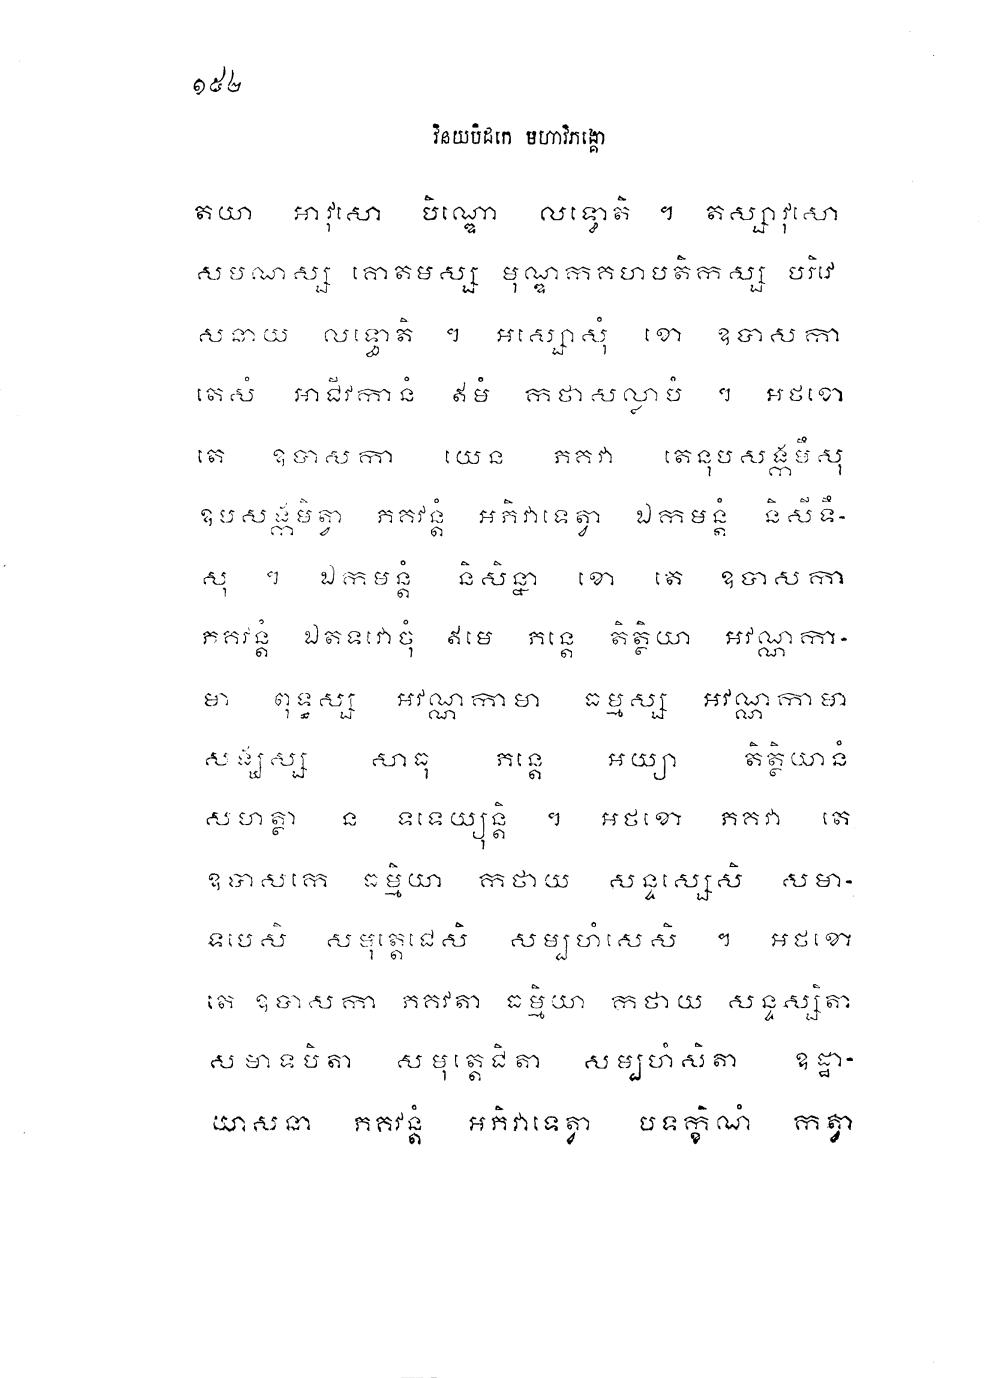 ១៥២
វិនយបិដកេ មហាវិភង្គោ
តយា អាវុសោ បិណ្ឌោ លទ្ធោតិ ។ តស្សាវុសោ
សមណស្ស គោតមស្ស មុណ្ឌកគហបតិកស្ស បរិវេ
សនាយ លទ្ធោតិ ។ អស្សោសុំ ខោ ឧបាសកា
តេសំ អាជីវកានំ ឥមំ កថាសល្លាបំ ។ អថខោ
តេ ឧបាសកា យេន ភគវា តេនុបសង្កមឹសុ
ឧបសង្កមិត្វា ភគវន្តំ អភិវាទេត្វា ឯកមន្តំ និសីទឹ-
សុ ។ ឯកមន្តំ និសិន្នា ខោ តេ ឧបាសកា
ភគវន្តំ ឯតទវោចុំ ឥមេ ភន្តេ តិត្ថិយា អវណ្ណកា-
មា ពុទ្ធស្ស អវណ្ណកាមា ធម្មស្ស អវណ្ណកាមា
សង្ឃស្ស សាធុ ភន្តេ អយ្យា តិត្ថិយានំ
សហត្ថា ន ទទេយ្យុន្តិ ។ អថខោ ភគវា តេ
ឧបាសកេ ធម្មិយា កថាយ សន្ទស្សេសិ សមា-
ទបេសិ សមុត្តេជេសិ សម្បហំសេសិ ។ អថខោ
តេ ឧបាសកា ភគវតា ធម្មិយា កថាយ សន្ទស្សិតា
សមាទបិតា សមុត្តេជិតា សម្បហំសិតា ឧដ្ឋា-
យាសនា ភគវន្តំ អភិវាទេត្វា បទក្ខិណំ កត្វា